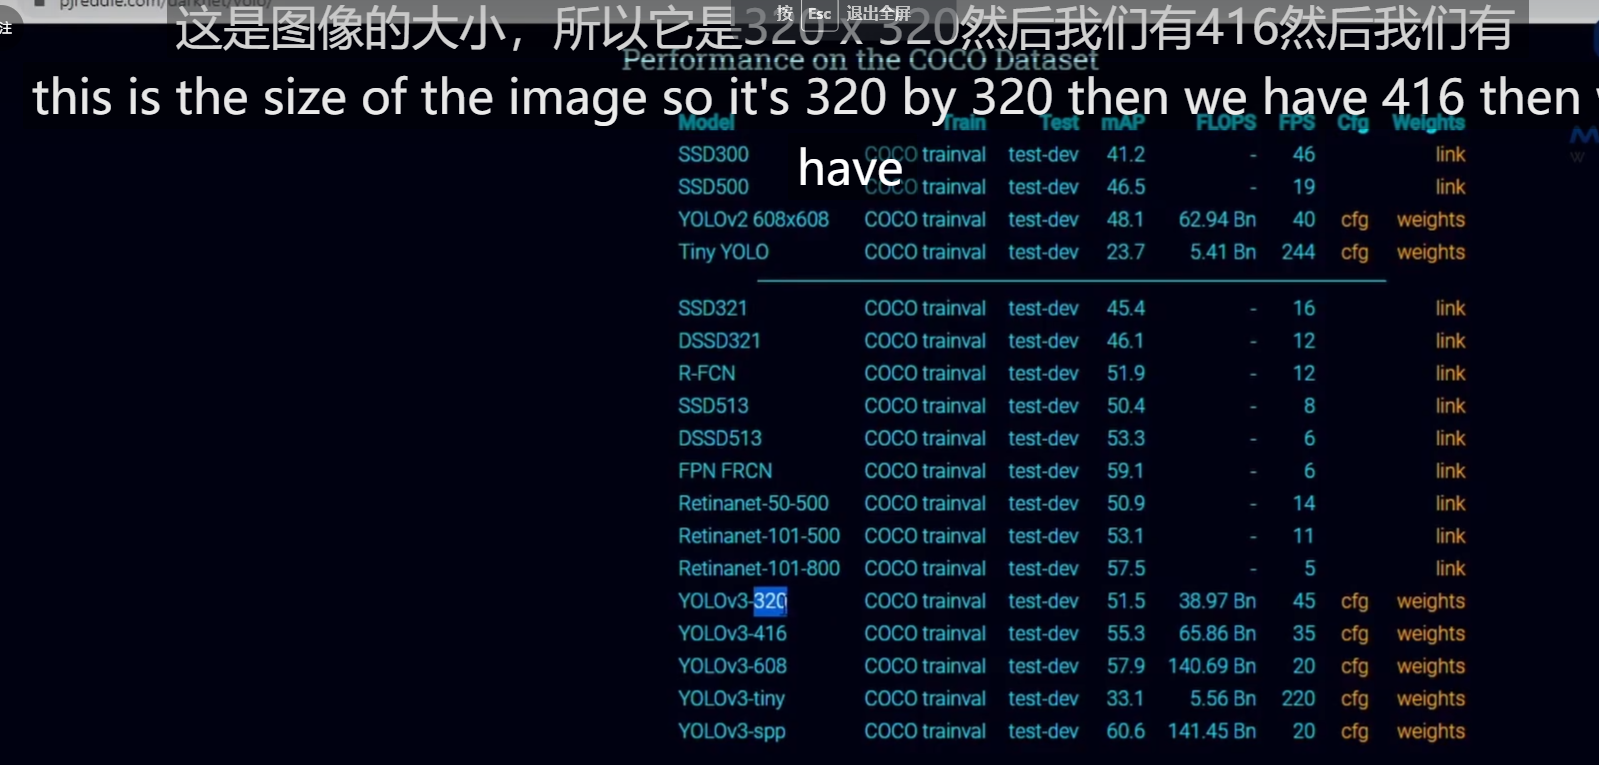 pjreddie.com/darknet/yolo/
注
按 Esc 退出全屏
这是图像的大小，所以它是320 x 320然后我们有416然后我们有
Performance on the COCO Dataset
this is the size of the image so it's 320 by 320 then we have 416 then
have
Model Train Test mAP FLOPS FPS Cfg Weights
SSD300 COCO trainval test-dev 41.2 - 46 link
SSD500 COCO trainval test-dev 46.5 - 19 link
YOLOv2 608x608 COCO trainval test-dev 48.1 62.94 Bn 40 cfg weights
Tiny YOLO COCO trainval test-dev 23.7 5.41 Bn 244 cfg weights
SSD321 COCO trainval test-dev 45.4 - 16 link
DSSD321 COCO trainval test-dev 46.1 - 12 link
R-FCN COCO trainval test-dev 51.9 - 12 link
SSD513 COCO trainval test-dev 50.4 - 8 link
DSSD513 COCO trainval test-dev 53.3 - 6 link
FPN FRCN COCO trainval test-dev 59.1 - 6 link
Retinanet-50-500 COCO trainval test-dev 50.9 - 14 link
Retinanet-101-500 COCO trainval test-dev 53.1 - 11 link
Retinanet-101-800 COCO trainval test-dev 57.5 - 5 link
YOLOv3-320 COCO trainval test-dev 51.5 38.97 Bn 45 cfg weights
YOLOv3-416 COCO trainval test-dev 55.3 65.86 Bn 35 cfg weights
YOLOv3-608 COCO trainval test-dev 57.9 140.69 Bn 20 cfg weights
YOLOv3-tiny COCO trainval test-dev 33.1 5.56 Bn 220 cfg weights
YOLOv3-spp COCO trainval test-dev 60.6 141.45 Bn 20 cfg weights